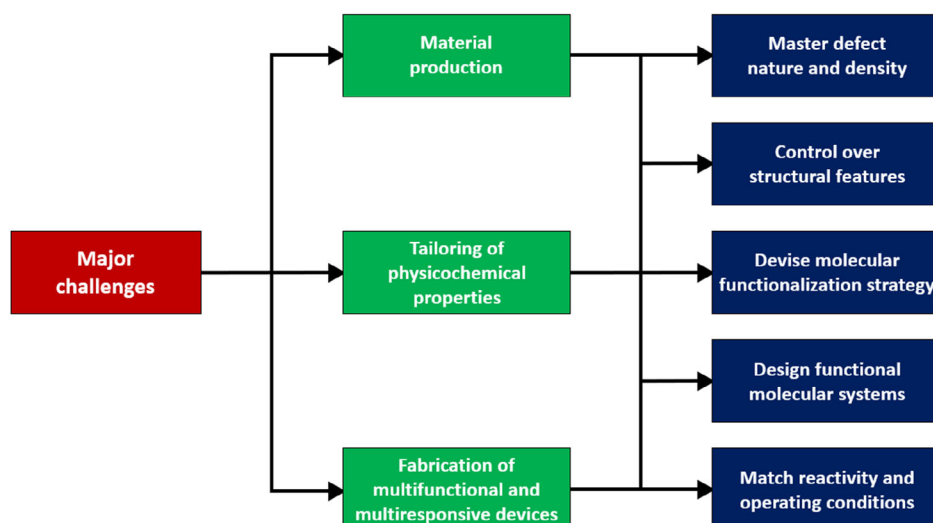 Major
challenges
Material
production
Tailoring of
physicochemical
properties
Fabrication of
multifunctional and
multiresponsive devices
Master defect
nature and density
Control over
structural features
Devise molecular
functionalization strategy
Design functional
molecular systems
Match reactivity and
operating conditions